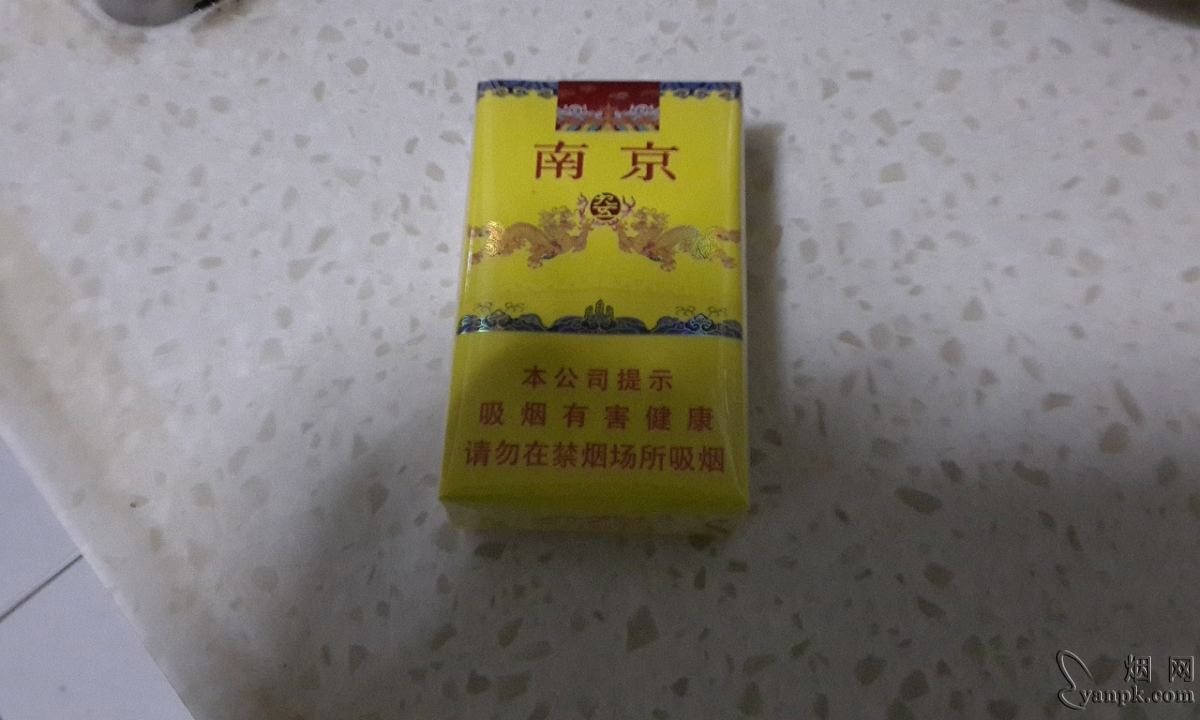 南京
本公司提示
吸烟有害健康
请勿在禁烟场所吸烟
烟网
yanpk.com